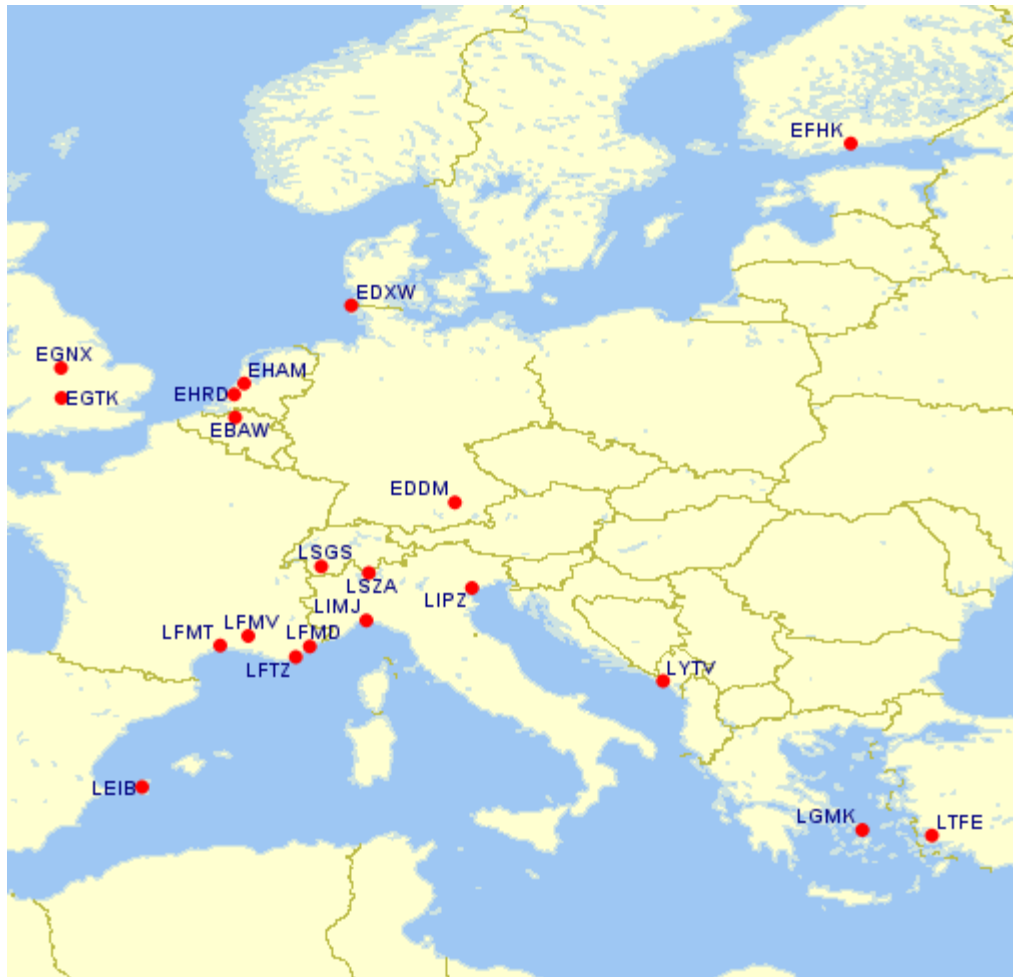 EFHK
EDXW
EGNX
EHAM
EGTK
EHRD
EBAW
EDDM
LSGS
LSZA
LIPZ
LIMJ
LFMV
LFMT
LFMD
LFTZ
LYTV
LEIB
LGMK
LTFE